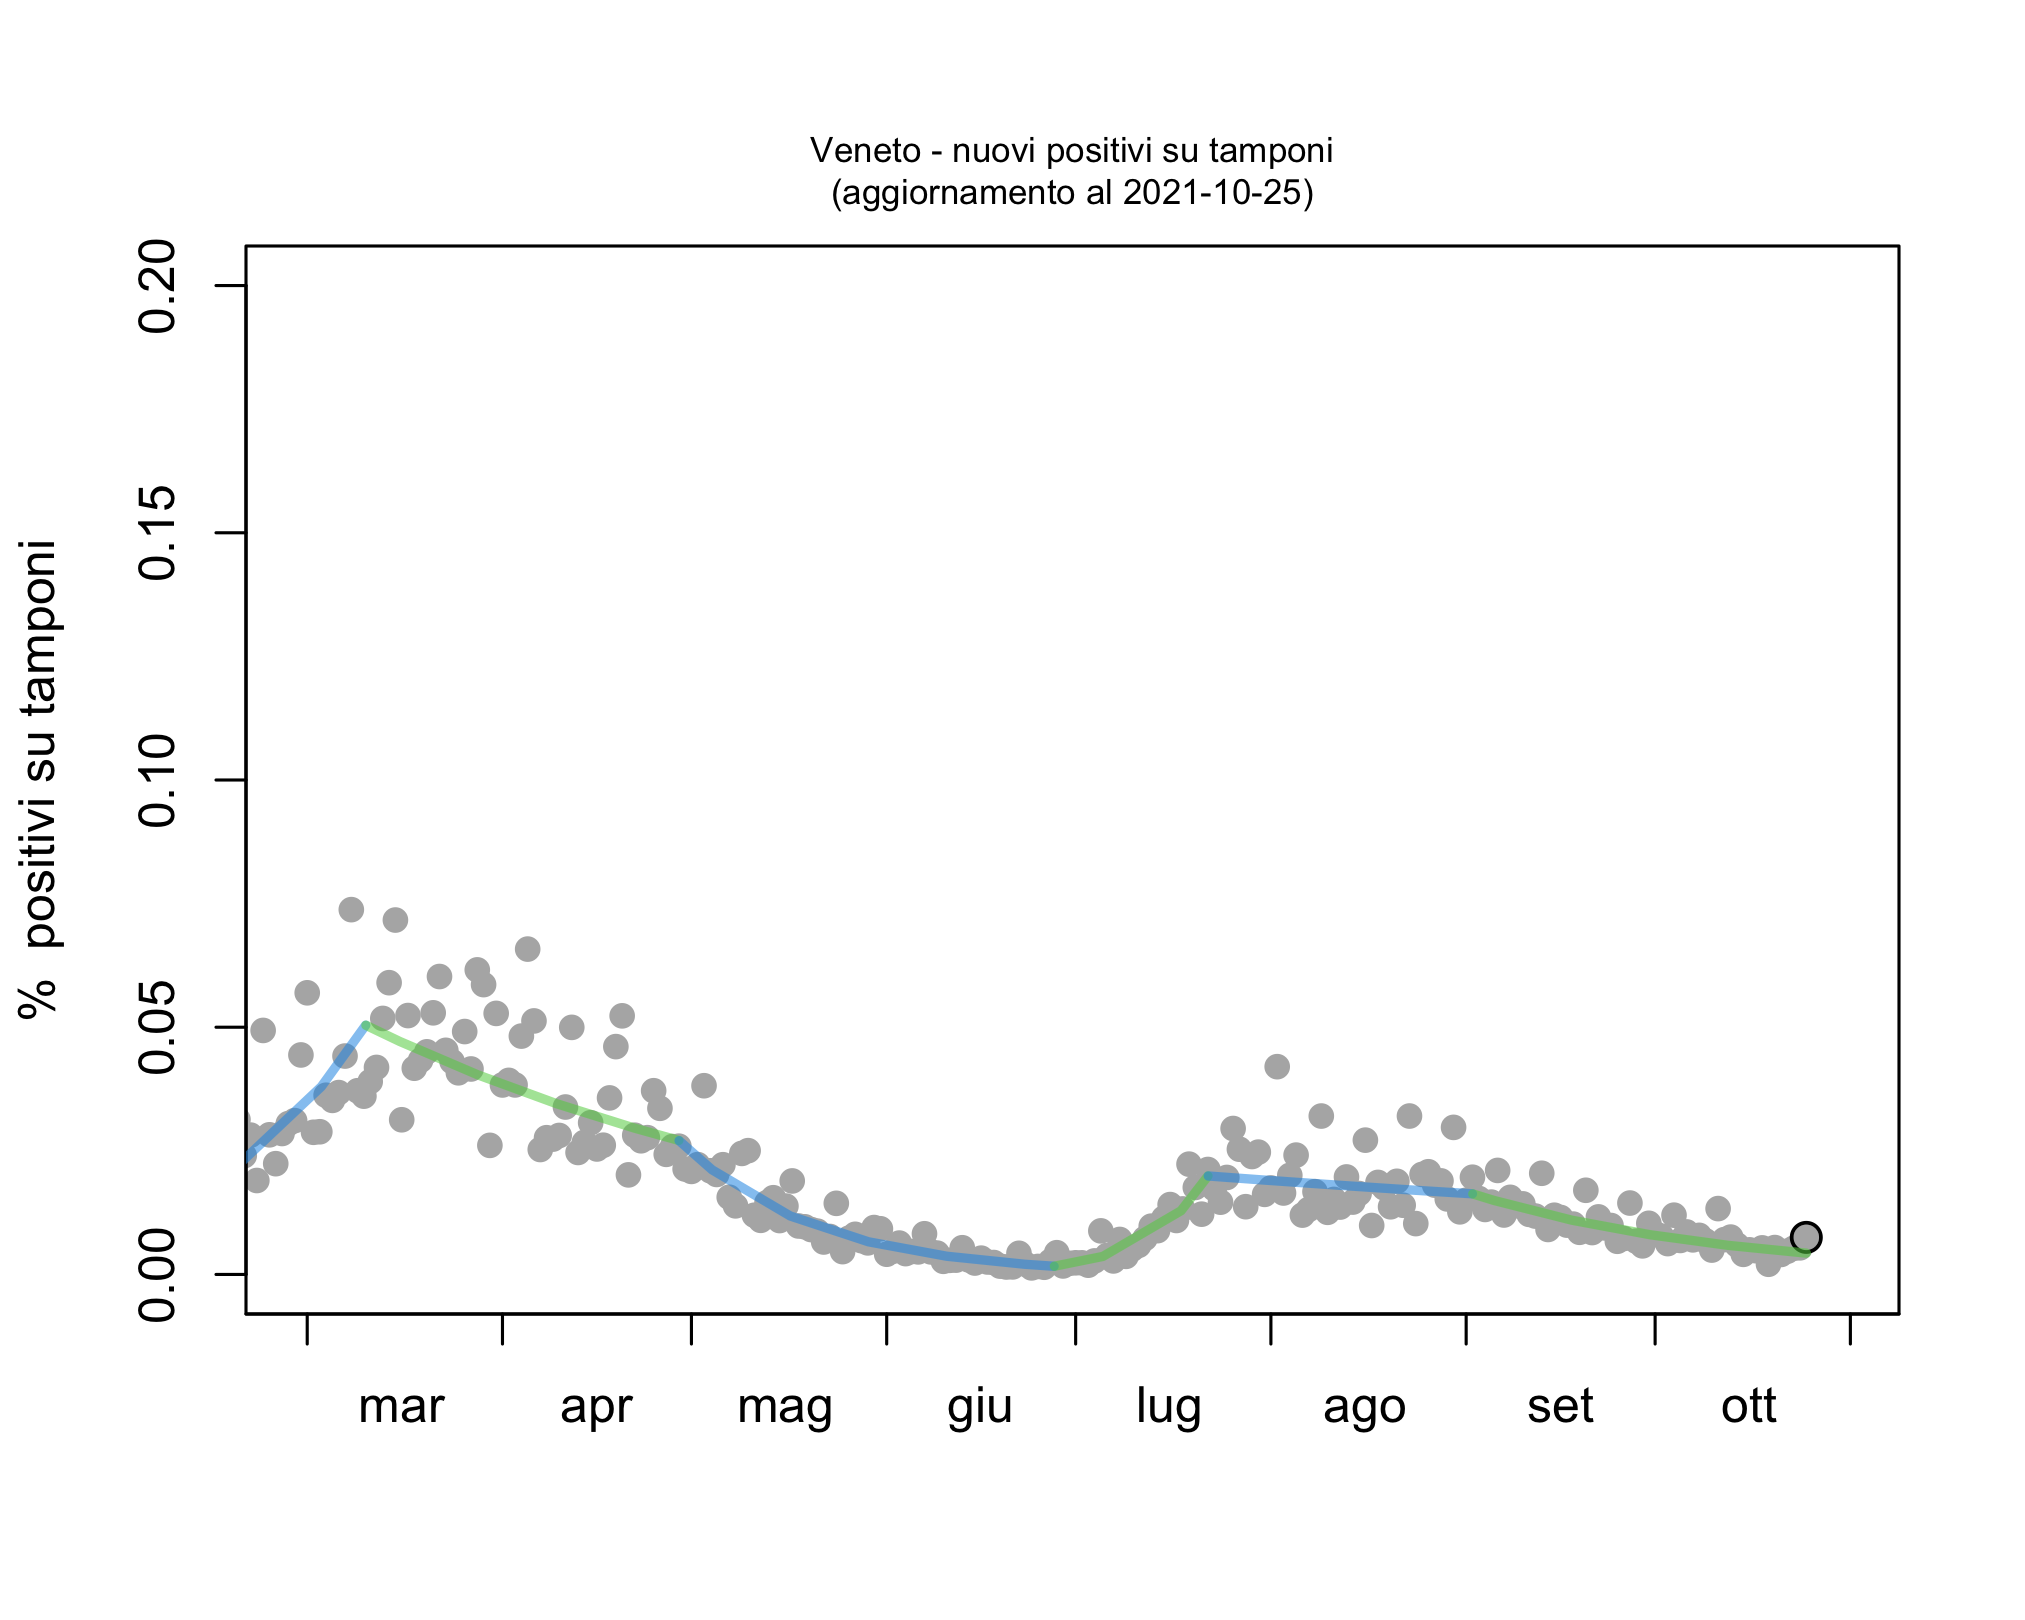 Veneto - nuovi positivi su tamponi
(aggiornamento al 2021-10-25)
% positivi su tamponi
0.20
0.15
0.10
0.05
0.00
mar apr mag giu lug ago set ott